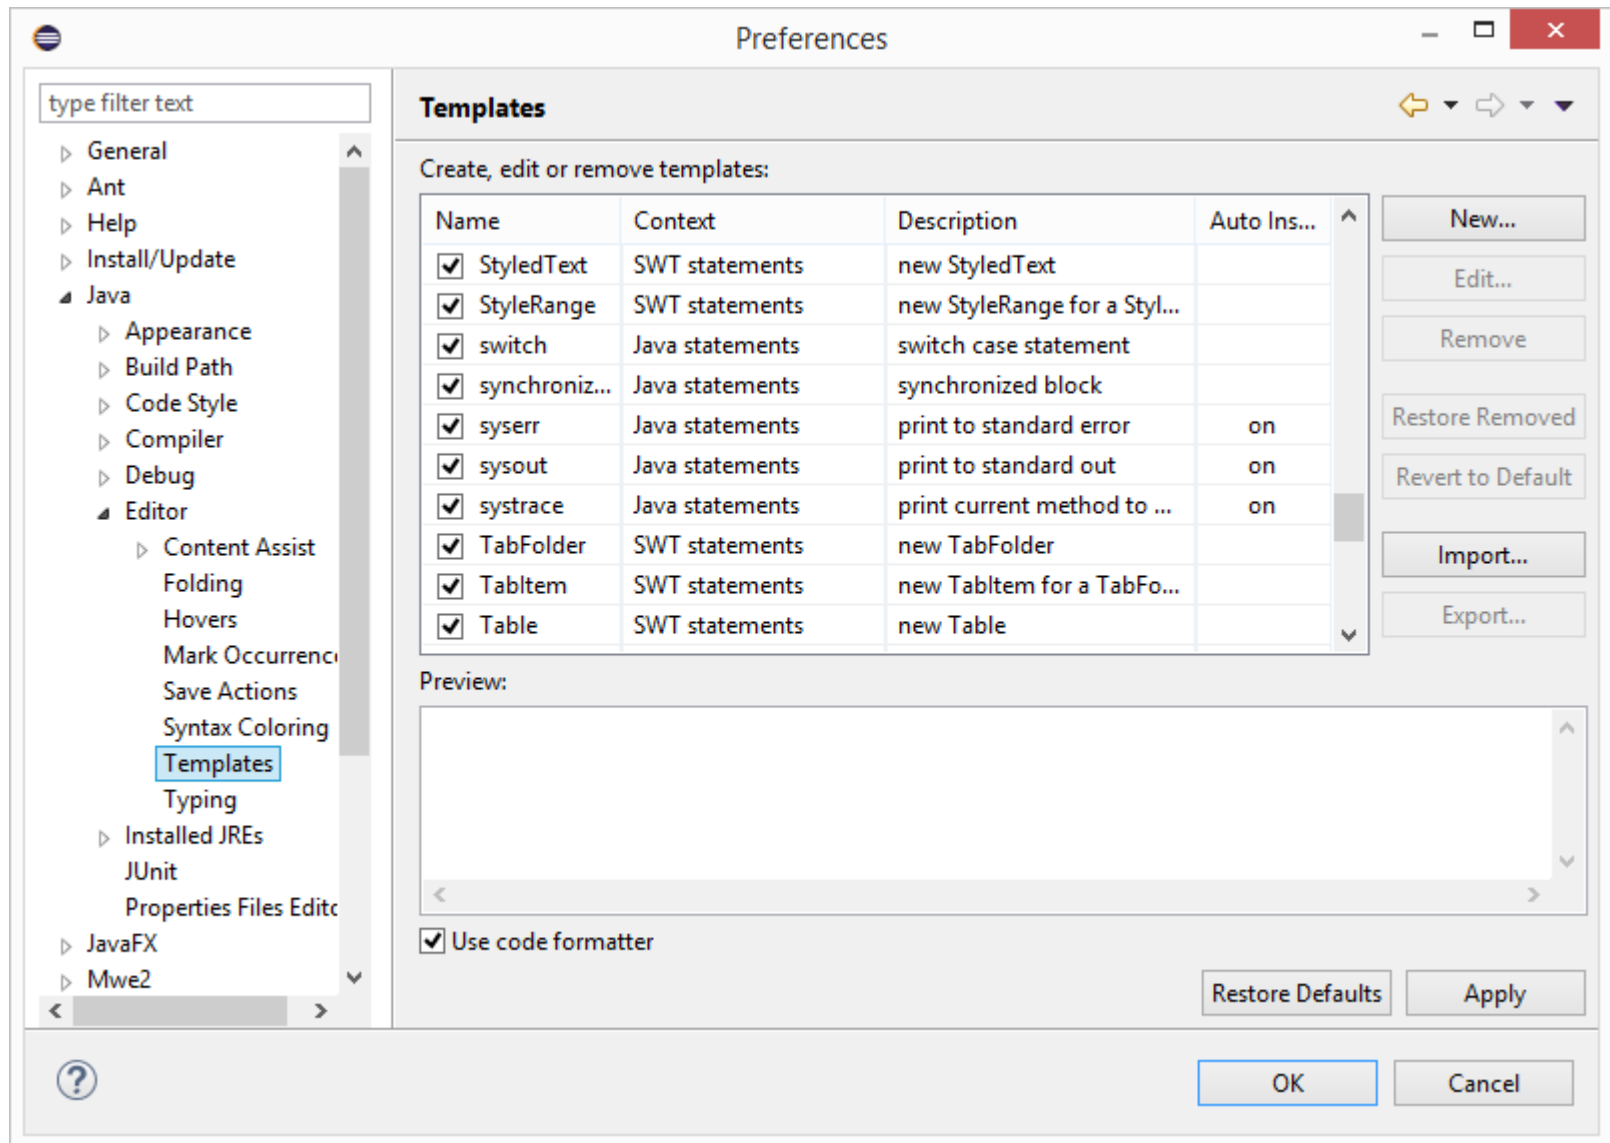 Preferences
type filter text
General
Ant
Help
Install/Update
Java
Appearance
Build Path
Code Style
Compiler
Debug
Editor
Content Assist
Folding
Hovers
Mark Occurrenc
Save Actions
Syntax Coloring
Templates
Typing
Installed JREs
JUnit
Properties Files Edito
JavaFX
Mwe2
Templates
Create, edit or remove templates:
Name Context Description Auto Ins...
StyledText SWT statements new StyledText
StyleRange SWT statements new StyleRange for a Styl...
switch Java statements switch case statement
synchroniz... Java statements synchronized block
syserr Java statements print to standard error on
sysout Java statements print to standard out on
systrace Java statements print current method to ... on
TabFolder SWT statements new TabFolder
TabItem SWT statements new TabItem for a TabFo...
Table SWT statements new Table
New...
Edit...
Remove
Restore Removed
Revert to Default
Import...
Export...
Preview:
Use code formatter
Restore Defaults Apply
OK Cancel